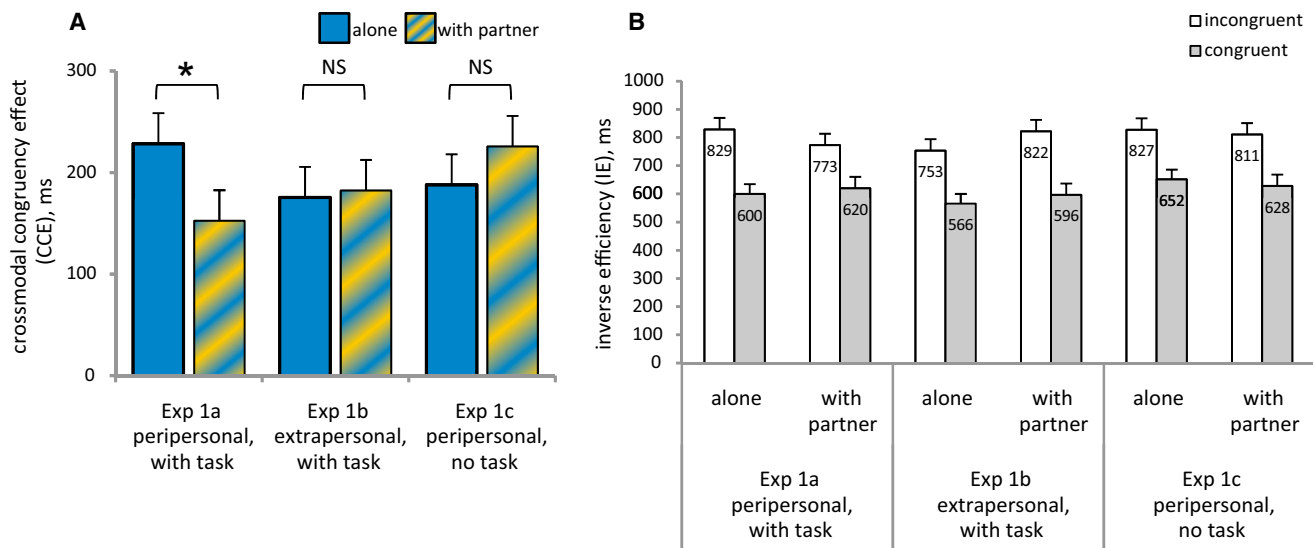 A
alone
with partner
crossmodal congruency effect
(CCE), ms
300
200
100
0
*
NS
NS
Exp 1a
peripersonal,
with task
Exp 1b
extrapersonal,
with task
Exp 1c
peripersonal,
no task
B
incongruent
congruent
inverse efficiency (IE), ms
1000
900
800
700
600
500
400
300
200
100
0
829
600
773
620
753
566
822
596
827
652
811
628
alone
with
partner
alone
with
partner
alone
with
partner
Exp 1a
peripersonal,
with task
Exp 1b
extrapersonal,
with task
Exp 1c
peripersonal,
no task